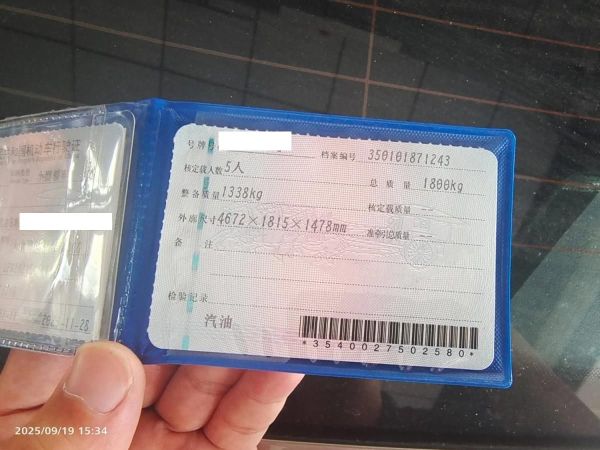 号牌号
档案编号 350101871243
核定载人数 5人
总质量 1800kg
整备质量 1338kg
核定载质量 --
外廓尺寸 4672×1815×1478mm
准牵引总质量 --
备注
检验记录
汽油
*3540027502580*
2025/09/19 15:34